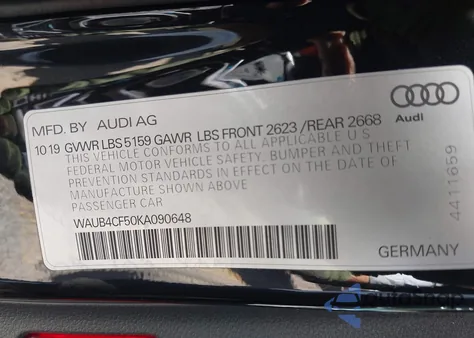 MFD. BY AUDI AG
Audi
10 19 GVWR LBS 5159 GAWR LBS FRONT 2623 /REAR 2668
THIS VEHICLE CONFORMS TO ALL APPLICABLE U S
FEDERAL MOTOR VEHICLE SAFETY, BUMPER AND THEFT
PREVENTION STANDARDS IN EFFECT ON THE DATE OF
MANUFACTURE SHOWN ABOVE
PASSENGER CAR
WAUB4CF50KA090648
4411659
GERMANY